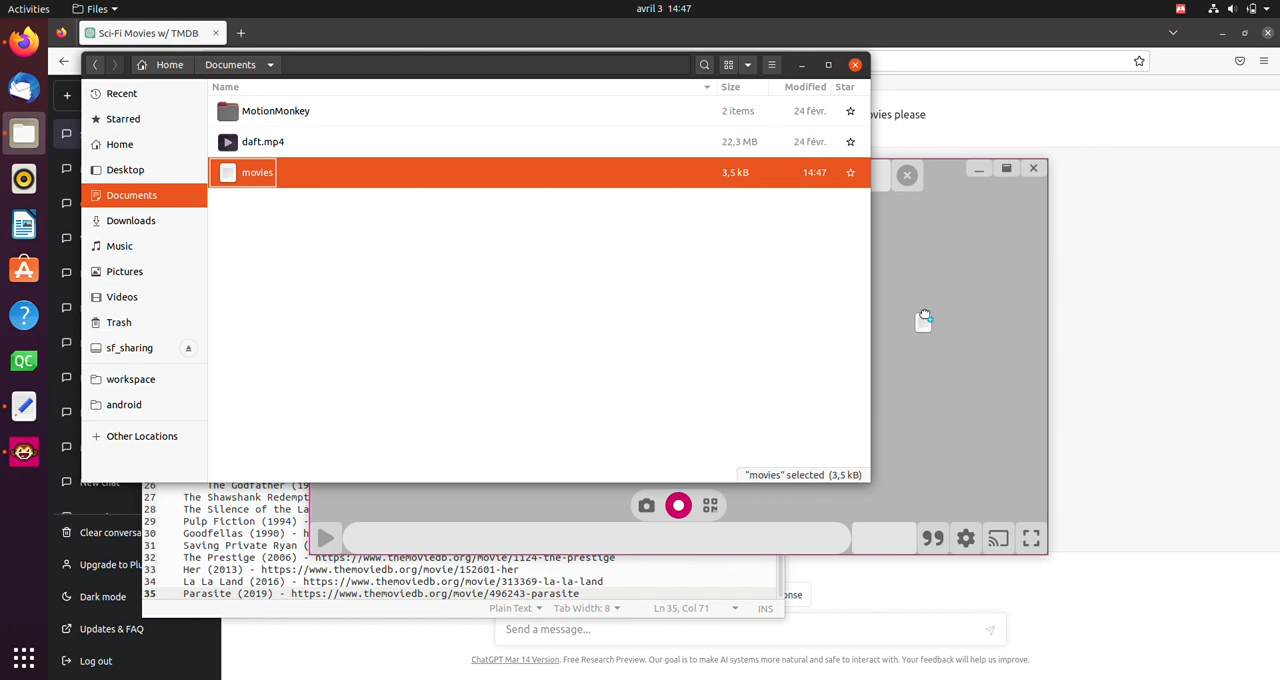 Activities
Files
avril 3 14:47
Sci-Fi Movies w/ TMDB
Home
Documents
Name
Size
Modified
Star
Recent
Starred
Home
Desktop
Documents
Downloads
Music
Pictures
Videos
Trash
sf_sharing
workspace
android
Other Locations
MotionMonkey 2 items 24 févr.
daft.mp4 22,3 MB 24 févr.
movies 3,5 kB 14:47
"movies" selected (3,5 kB)
please
QC
New chat
26 The Godfather (19
27 The Shawshank Redempt
28 The Silence of the La
29 Pulp Fiction (1994) -
30 Goodfellas (1990) - h
31 Saving Private Ryan (
32 The Prestige (2006) - https://www.themoviedb.org/movie/1124-the-prestige
33 Her (2013) - https://www.themoviedb.org/movie/152601-her
34 La La Land (2016) - https://www.themoviedb.org/movie/313369-la-la-land
35 Parasite (2019) - https://www.themoviedb.org/movie/496243-parasite
Plain Text Tab Width: 8 Ln 35, Col 71 INS
Clear conversa
Upgrade to Plu
Dark mode
Updates & FAQ
Log out
Send a message...
ChatGPT Mar 14 Version. Free Research Preview. Our goal is to make AI systems more natural and safe to interact with. Your feedback will help us improve.